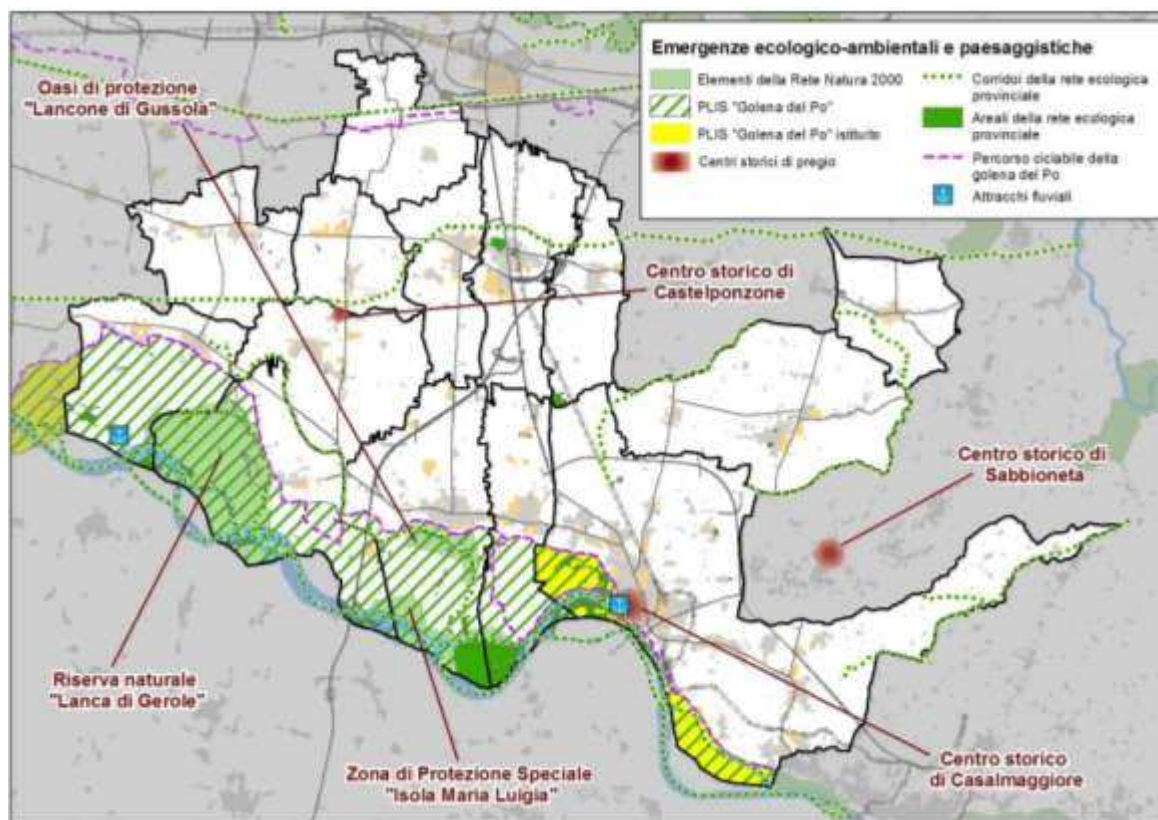 Emergenze ecologico-ambientali e paesaggistiche
Elementi della Rete Natura 2000
PLIS "Golena del Po"
PLIS "Golena del Po" istituito
Centri storici di pregio
Corridoi della rete ecologica
provinciale
Areali della rete ecologica
provinciale
Percorso ciclabile della
golena del Po
Attracchi fluviali
Oasi di protezione
"Lancone di Gussola"
Centro storico di
Castelponzone
Centro storico di
Sabbioneta
Riserva naturale
"Lanca di Gerole"
Zona di Protezione Speciale
"Isola Maria Luigia"
Centro storico
di Casalmaggiore